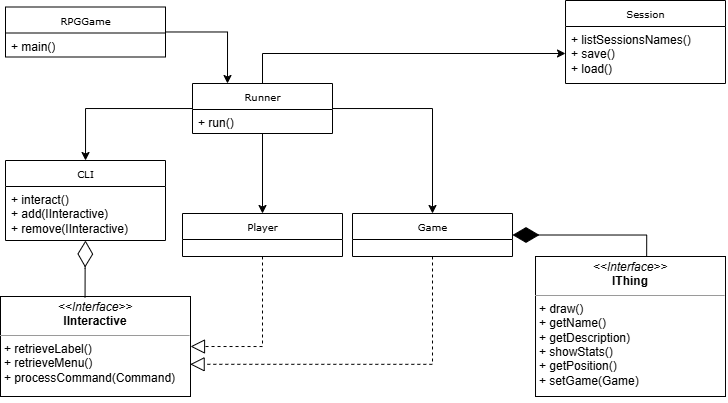 RPGGame
+ main()
Session
+ listSessionsNames()
+ save()
+ load()
Runner
+ run()
CLI
+ interact()
+ add(IInteractive)
+ remove(IInteractive)
Player
Game
<<Interface>>
IInteractive
+ retrieveLabel()
+ retrieveMenu()
+ processCommand(Command)
<<Interface>>
IThing
+ draw()
+ getName()
+ getDescription)
+ showStats()
+ getPosition()
+ setGame(Game)